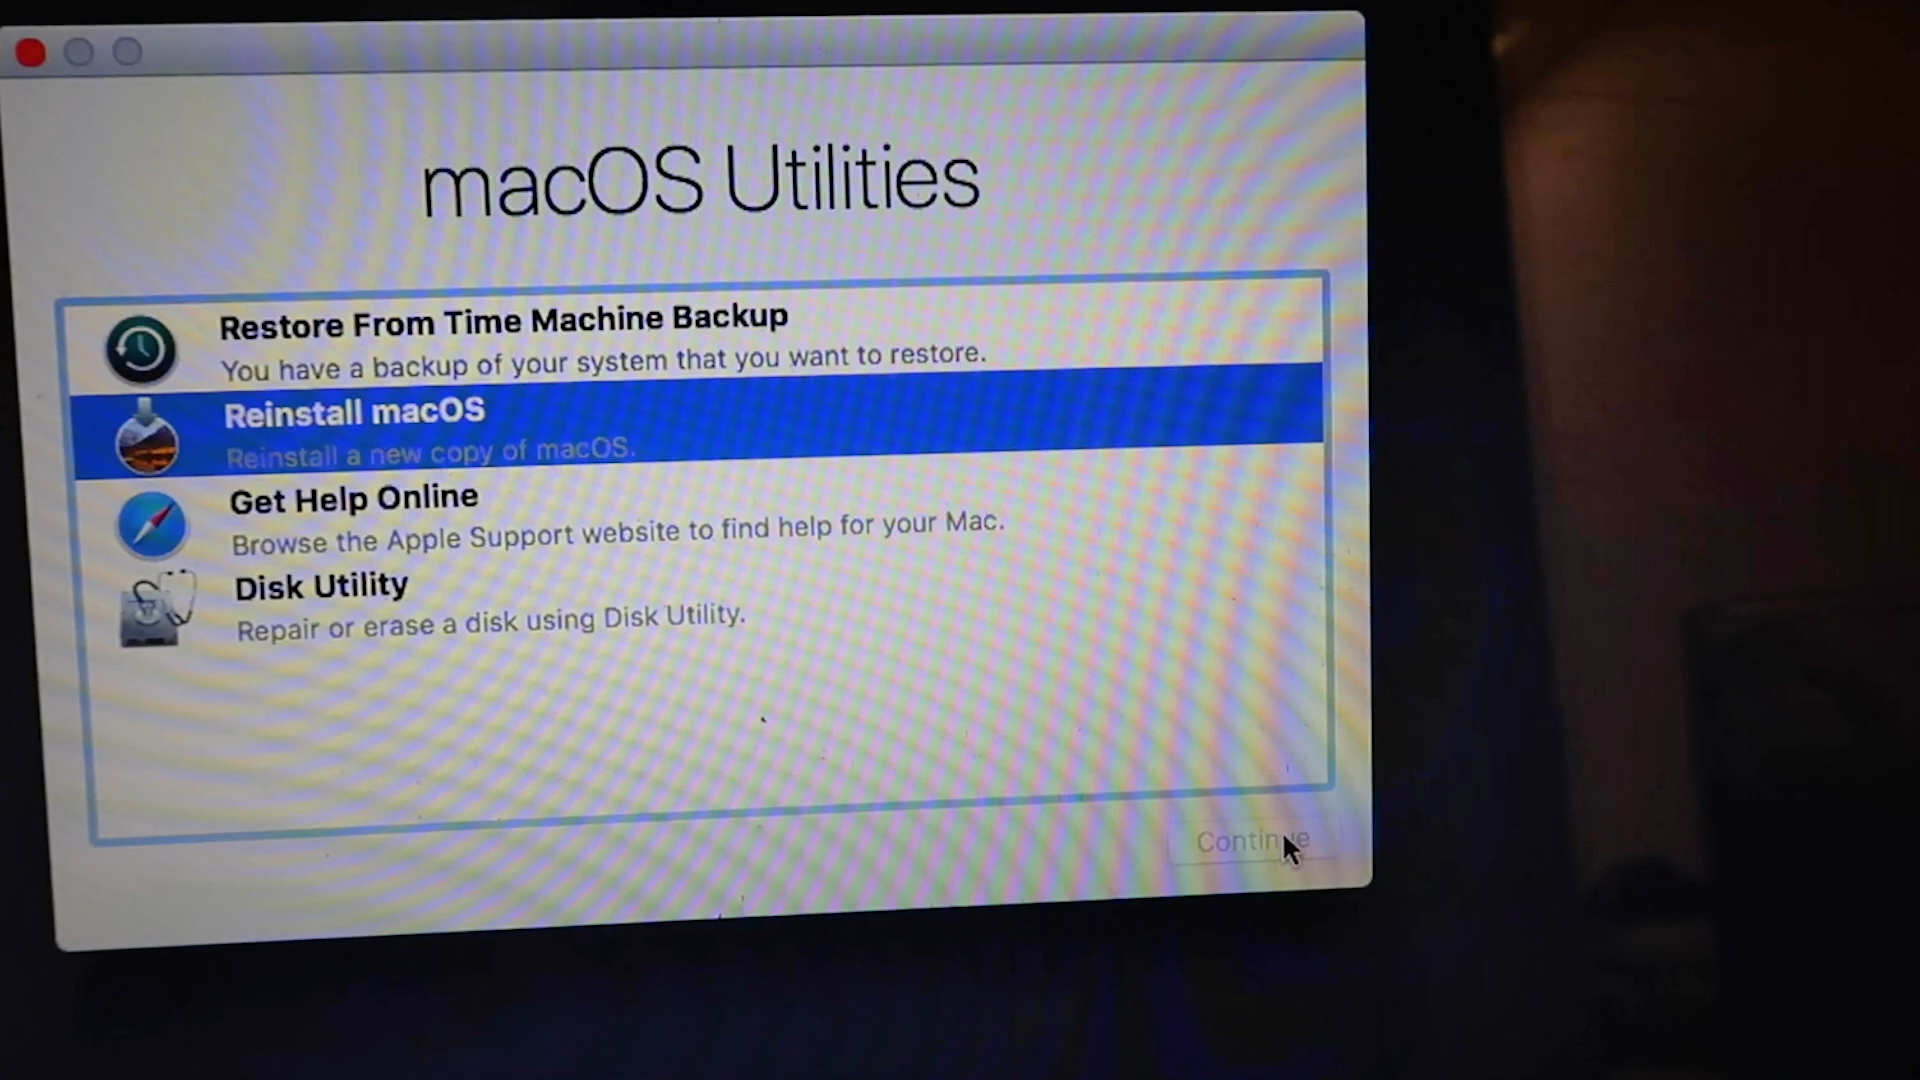 macOS Utilities
Restore From Time Machine Backup
You have a backup of your system that you want to restore.
Reinstall macOS
Reinstall a new copy of macOS.
Get Help Online
Browse the Apple Support website to find help for your Mac.
Disk Utility
Repair or erase a disk using Disk Utility.
Continue